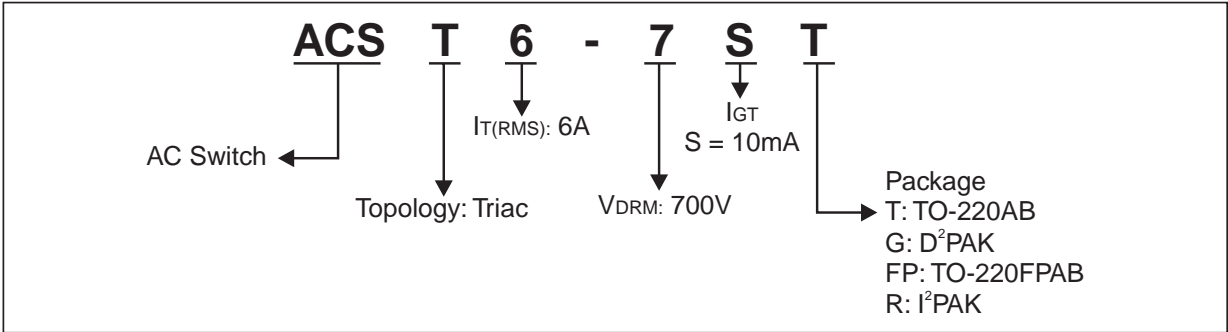 ACS T 6 - 7 S T
AC Switch
Topology: Triac
IT(RMS): 6A
VDRM: 700V
IGT
S = 10mA
Package
T: TO-220AB
G: D²PAK
FP: TO-220FPAB
R: I²PAK